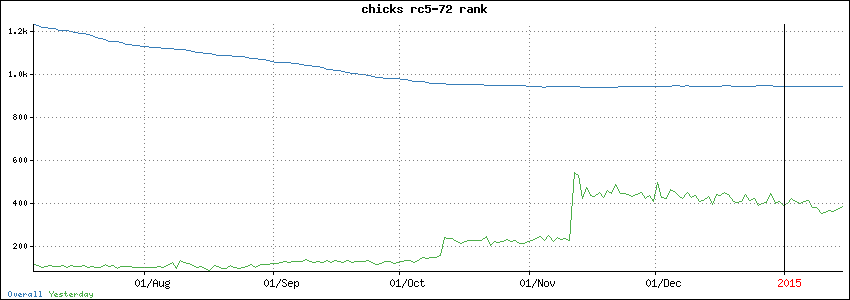 chicks rc5-72 rank
1.2k
1.0k
800
600
400
200
01/Aug 01/Sep 01/Oct 01/Nov 01/Dec 2015
Overall Yesterday